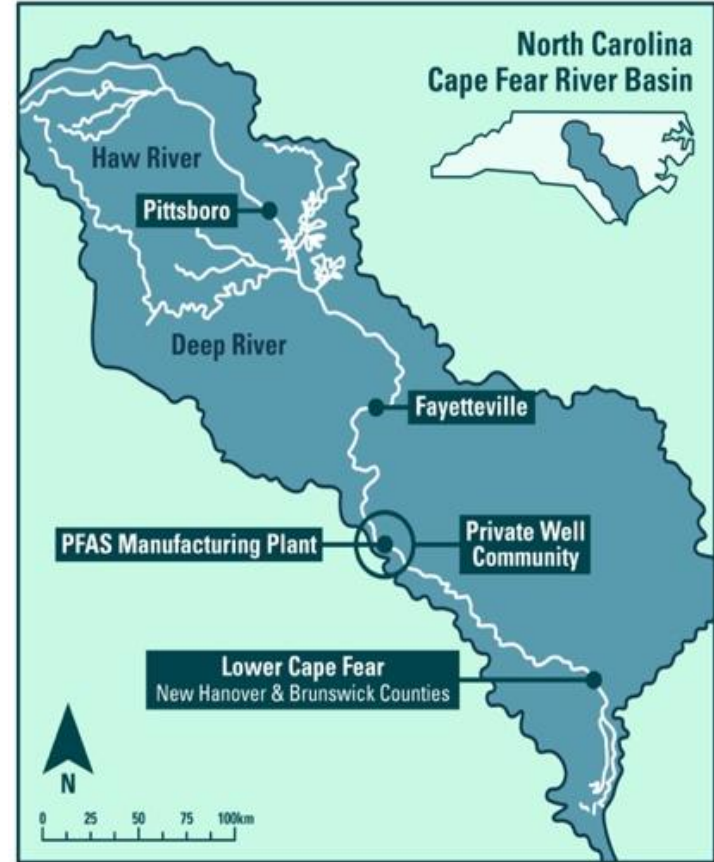 North Carolina
Cape Fear River Basin
Haw River
Pittsboro
Deep River
Fayetteville
PFAS Manufacturing Plant
Private Well
Community
Lower Cape Fear
New Hanover & Brunswick Counties
N
0 25 50 75 100km